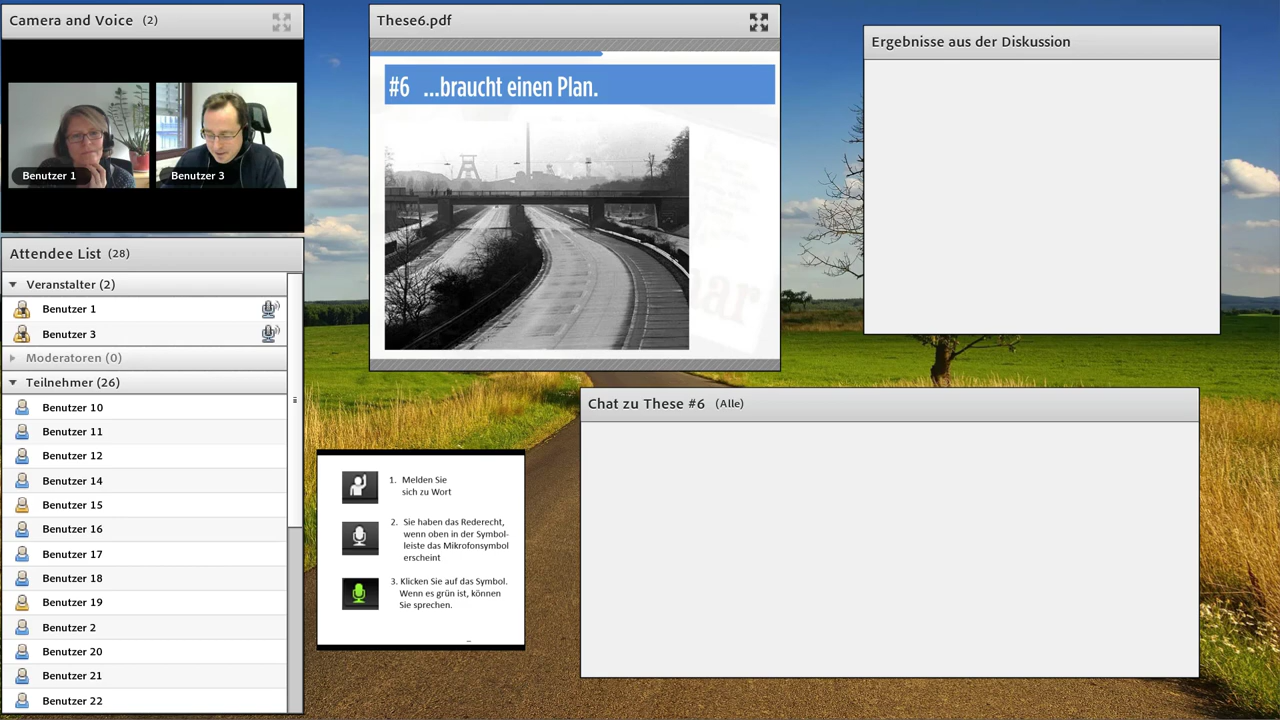 Camera and Voice (2)
Benutzer 1
Benutzer 3
Attendee List (28)
Veranstalter (2)
Benutzer 1
Benutzer 3
Moderatoren (0)
Teilnehmer (26)
Benutzer 10
Benutzer 11
Benutzer 12
Benutzer 14
Benutzer 15
Benutzer 16
Benutzer 17
Benutzer 18
Benutzer 19
Benutzer 2
Benutzer 20
Benutzer 21
Benutzer 22
These6.pdf
#6 ...braucht einen Plan.
1. Melden Sie
sich zu Wort
2. Sie haben das Rederecht,
wenn oben in der Symbol-
leiste das Mikrofonsymbol
erscheint
3. Klicken Sie auf das Symbol.
Wenn es grün ist, können
Sie sprechen.
Ergebnisse aus der Diskussion
Chat zu These #6 (Alle)